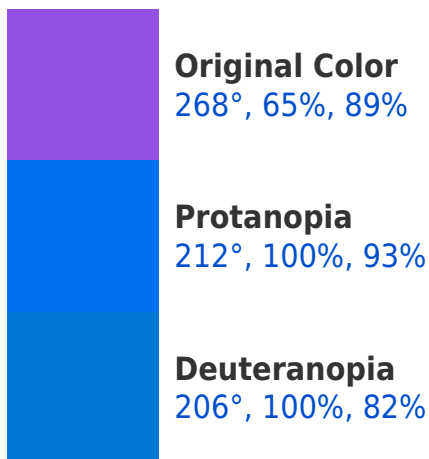 Original Color
268°, 65%, 89%
Protanopia
212°, 100%, 93%
Deuteranopia
206°, 100%, 82%